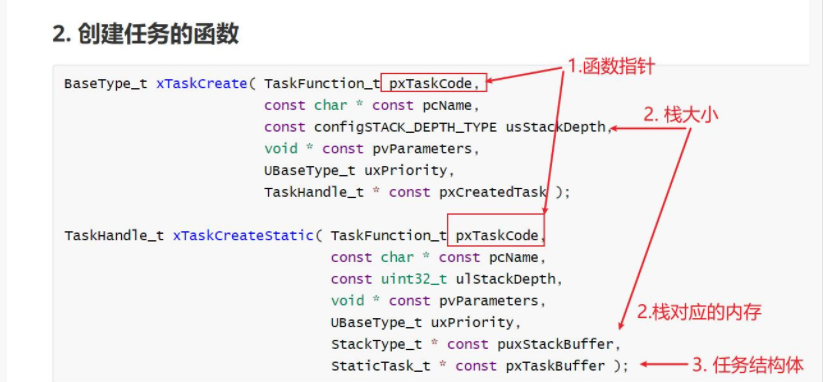 2. 创建任务的函数
BaseType_t xTaskCreate( TaskFunction_t pxTaskCode,
1.函数指针
const char * const pcName,
const configSTACK_DEPTH_TYPE usStackDepth,
2. 栈大小
void * const pvParameters,
UBaseType_t uxPriority,
TaskHandle_t * const pxCreatedTask );
TaskHandle_t xTaskCreateStatic( TaskFunction_t pxTaskCode,
const char * const pcName,
const uint32_t ulStackDepth,
void * const pvParameters,
2.栈对应的内存
UBaseType_t uxPriority,
StackType_t * const puxStackBuffer,
StaticTask_t * const pxTaskBuffer );
3. 任务结构体